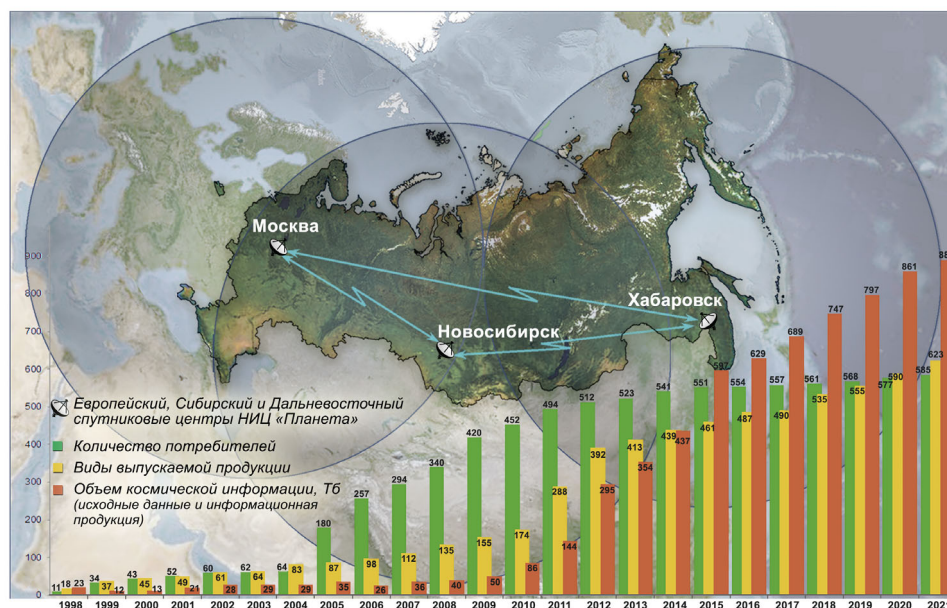 Москва
Хабаровск
Новосибирск
Европейский, Сибирский и Дальневосточный
спутниковые центры НИЦ «Планета»
Количество потребителей
Виды выпускаемой продукции
Объем космической информации, Тб
(исходные данные и информационная
продукция)
900
800
700
600
500
400
300
200
100
0
11 18 23
34 37 12
43 45 13
52 49 21
60 61 28
62 64 29
64 83 29
180 87 35
257 98 26
294 112 36
340 135 40
420 155 50
452 174 86
494 288 144
512 392 295
523 413 354
541 439 437
551 461 597
554 487 629
557 490 689
561 535 747
568 555 797
577 590 861
585 623
1998 1999 2000 2001 2002 2003 2004 2005 2006 2007 2008 2009 2010 2011 2012 2013 2014 2015 2016 2017 2018 2019 2020